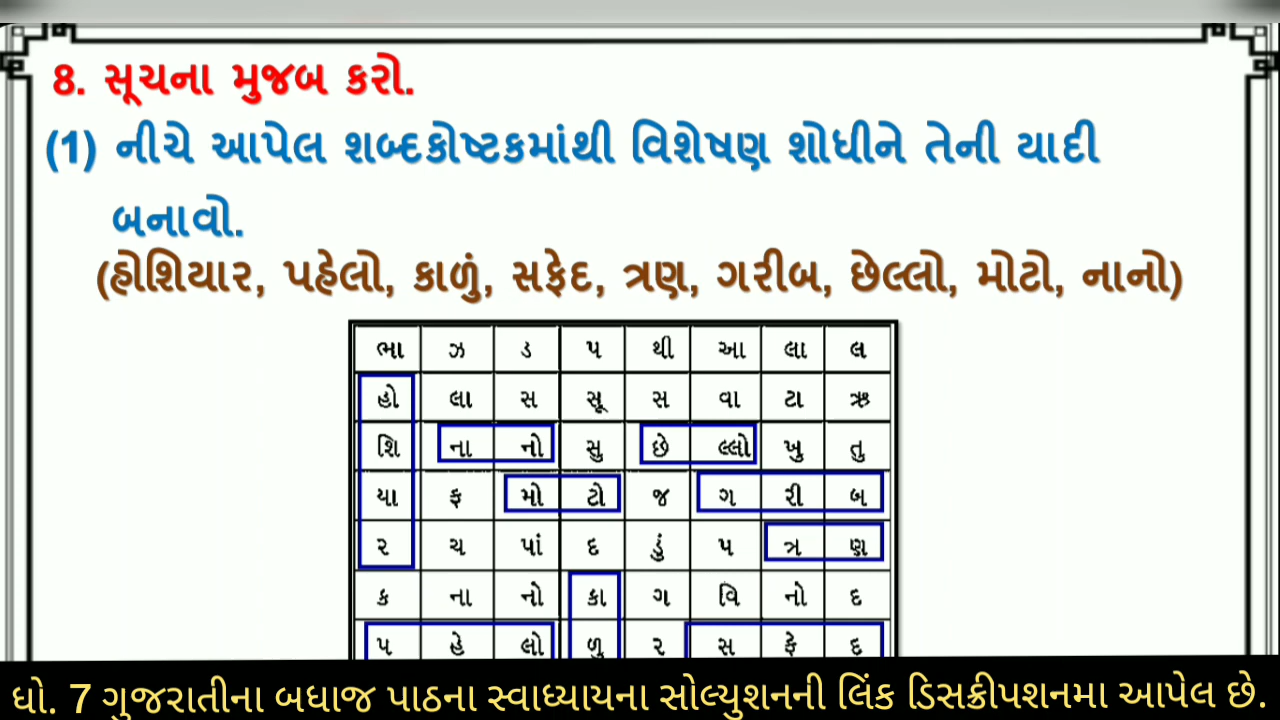 8. સૂચના મુજબ કરો.
(1) નીચે આપેલ શબ્દકોષ્ટકમાંથી વિશેષણ શોધીને તેની યાદી
બનાવો.
(હોશિયાર, પહેલો, કાળું, સફેદ, ત્રણ, ગરીબ, છેલ્લો, મોટો, નાનો)
ભા ઝ ડ પ થી આ લા લ
હો લા સ સૂ સ વા ટા ઋ
શિ ના નો સુ છે લ્લો ખુ તુ
યા ફ મો ટો જ ગ રી બ
ર ચ પાં દ ડું પ ત્ર ણ
ક ના નો કા ગ વિ નો દ
પ હે લો ળુ ર સ ફે દ
ધો. 7 ગુજરાતીના બધાજ પાઠના સ્વાધ્યાયના સોલ્યુશનની લિંક ડિસક્રીપશનમા આપેલ છે.